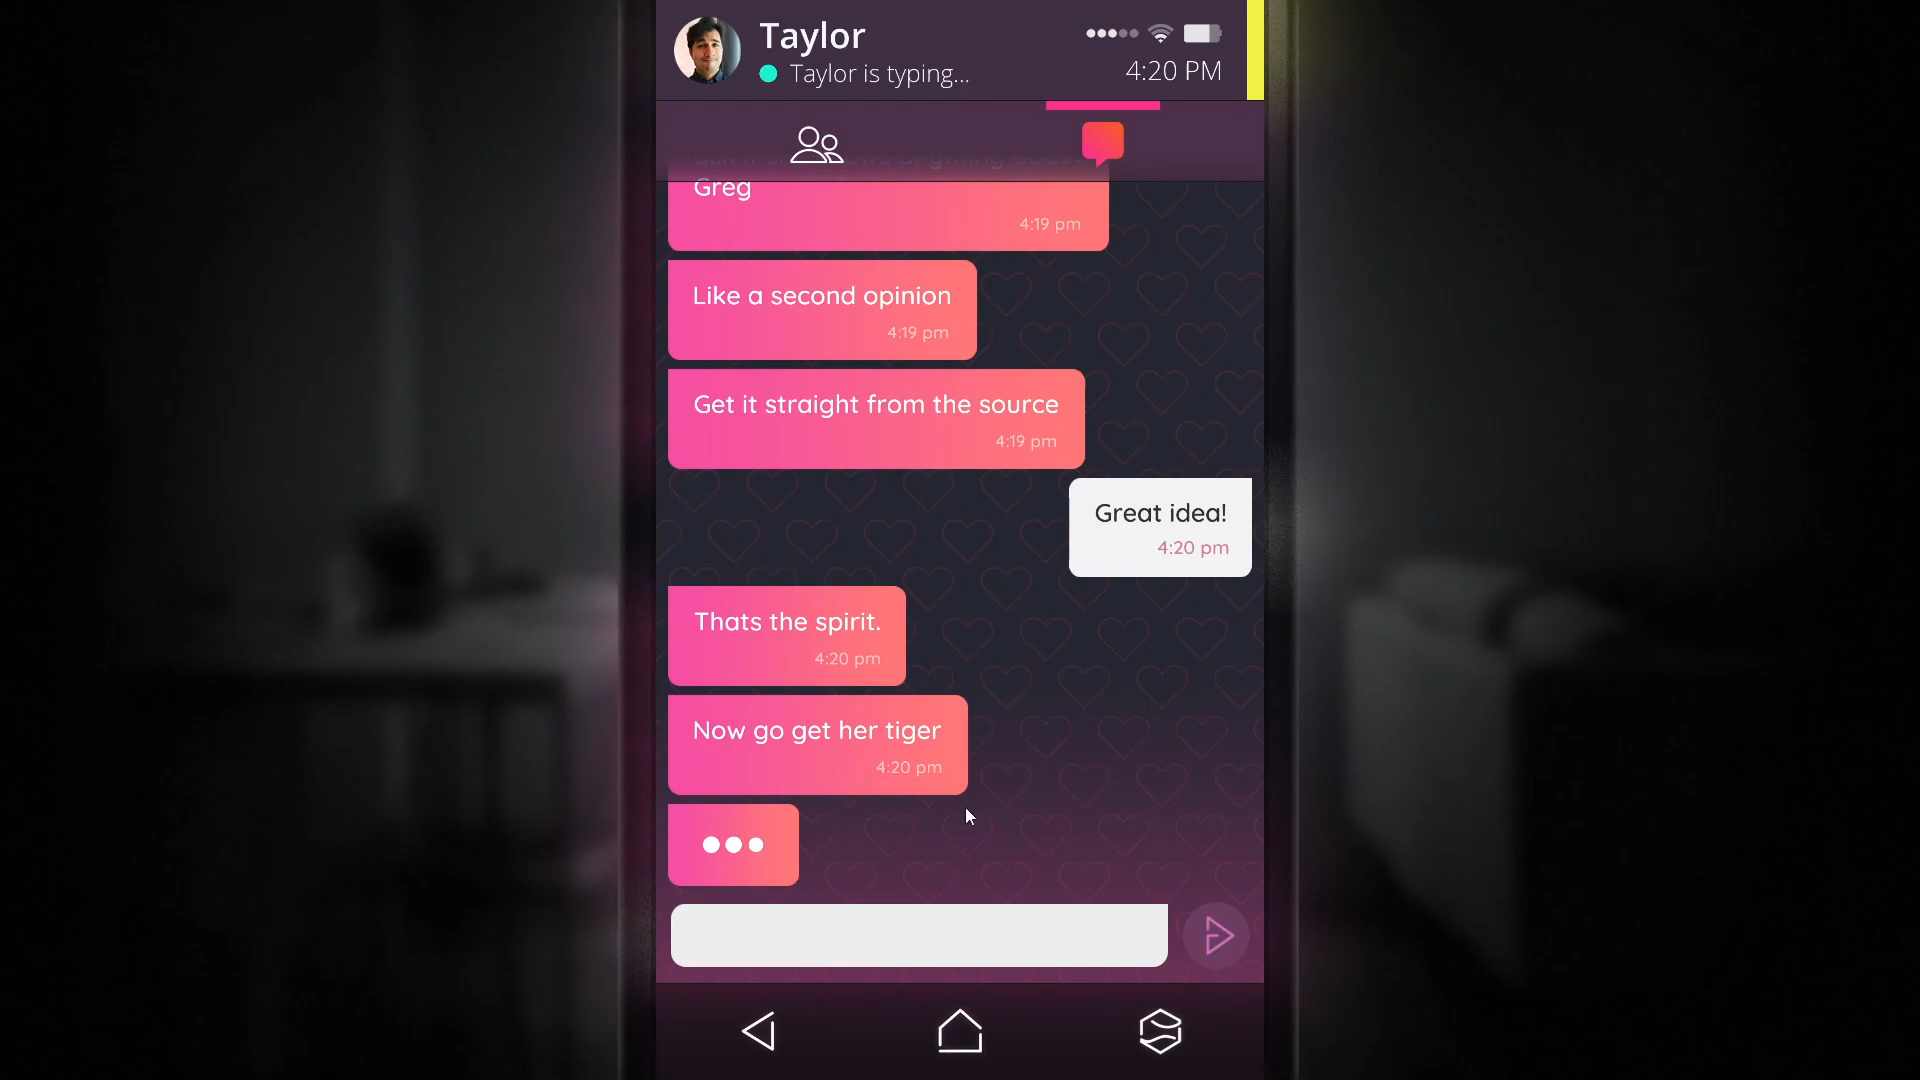 Taylor
Taylor is typing...
4:20 PM
Greg
4:19 pm
Like a second opinion
4:19 pm
Get it straight from the source
4:19 pm
Great idea!
4:20 pm
Thats the spirit.
4:20 pm
Now go get her tiger
4:20 pm